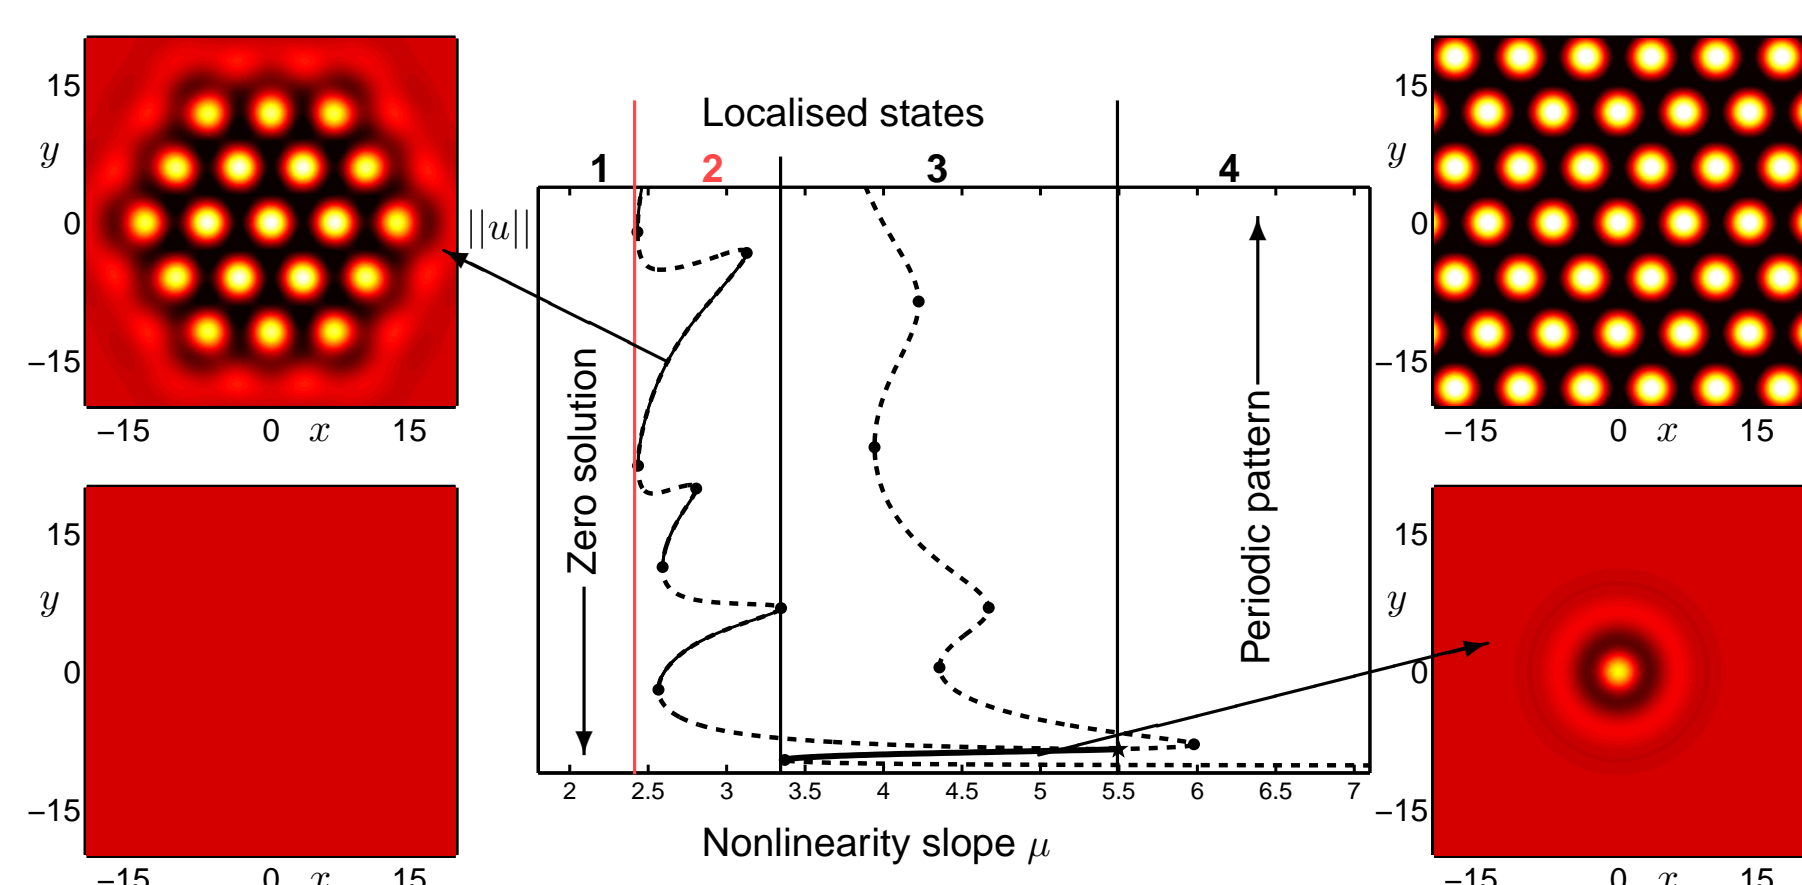 Localised states
1 2 3 4
||u||
Zero solution
Periodic pattern
2 2.5 3 3.5 4 4.5 5 5.5 6 6.5 7
Nonlinearity slope μ
15
y
0
−15
−15 0 x 15
15
y
0
−15
−15 0 x 15
15
y
0
−15
−15 0 x 15
15
y
0
−15
−15 0 x 15